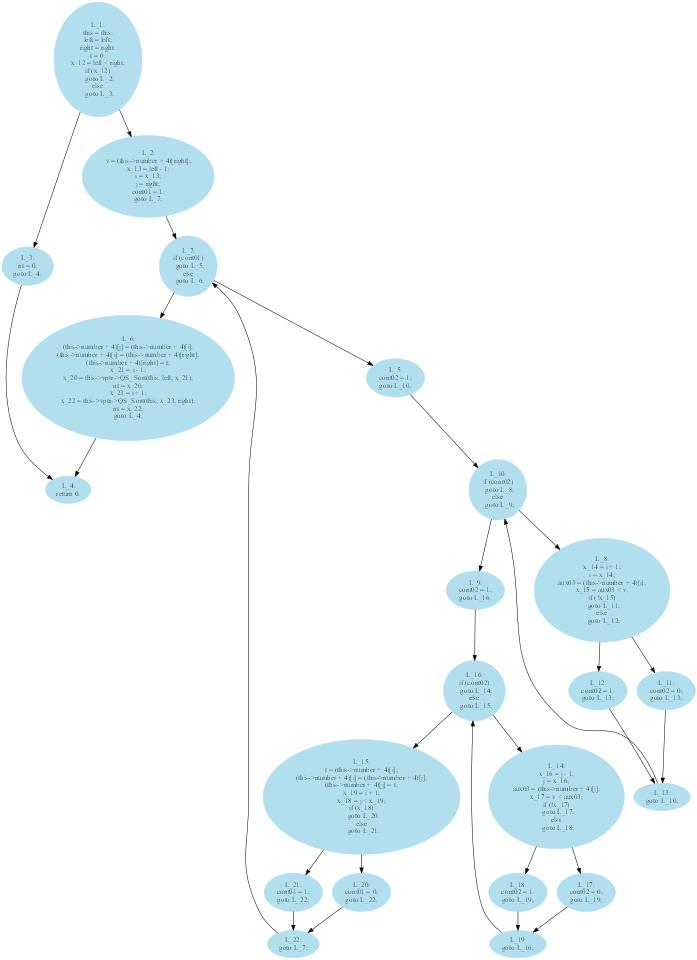 L_1:
this = this;
left = left;
right = right;
t = 0;
x_12 = left < right;
if (x_12)
goto L_2;
else
goto L_3;
L_2:
v = (this->number + 4)[right];
x_13 = left - 1;
i = x_13;
j = right;
cont01 = 1;
goto L_7;
L_3:
nt = 0;
goto L_4;
L_7:
if (cont01)
goto L_5;
else
goto L_6;
L_6:
(this->number + 4)[j] = (this->number + 4)[i];
(this->number + 4)[i] = (this->number + 4)[right];
(this->number + 4)[right] = t;
x_21 = i - 1;
x_20 = this->vptr->QS_Sort(this, left, x_21);
nt = x_20;
x_23 = i + 1;
x_22 = this->vptr->QS_Sort(this, x_23, right);
nt = x_22;
goto L_4;
L_5:
cont02 = 1;
goto L_10;
L_4:
return 0;
L_10:
if (cont02)
goto L_8;
else
goto L_9;
L_8:
x_14 = i + 1;
i = x_14;
aux03 = (this->number + 4)[i];
x_15 = aux03 < v;
if (!x_15)
goto L_11;
else
goto L_12;
L_9:
cont02 = 1;
goto L_16;
L_16:
if (cont02)
goto L_14;
else
goto L_15;
L_12:
cont02 = 1;
goto L_13;
L_11:
cont02 = 0;
goto L_13;
L_15:
t = (this->number + 4)[i];
(this->number + 4)[i] = (this->number + 4)[j];
(this->number + 4)[j] = t;
x_19 = i + 1;
x_18 = j < x_19;
if (x_18)
goto L_20;
else
goto L_21;
L_14:
x_16 = j - 1;
j = x_16;
aux03 = (this->number + 4)[j];
x_17 = v < aux03;
if (!x_17)
goto L_17;
else
goto L_18;
L_13:
goto L_10;
L_21:
cont01 = 1;
goto L_22;
L_20:
cont01 = 0;
goto L_22;
L_18:
cont02 = 1;
goto L_19;
L_17:
cont02 = 0;
goto L_19;
L_22:
goto L_7;
L_19:
goto L_16;